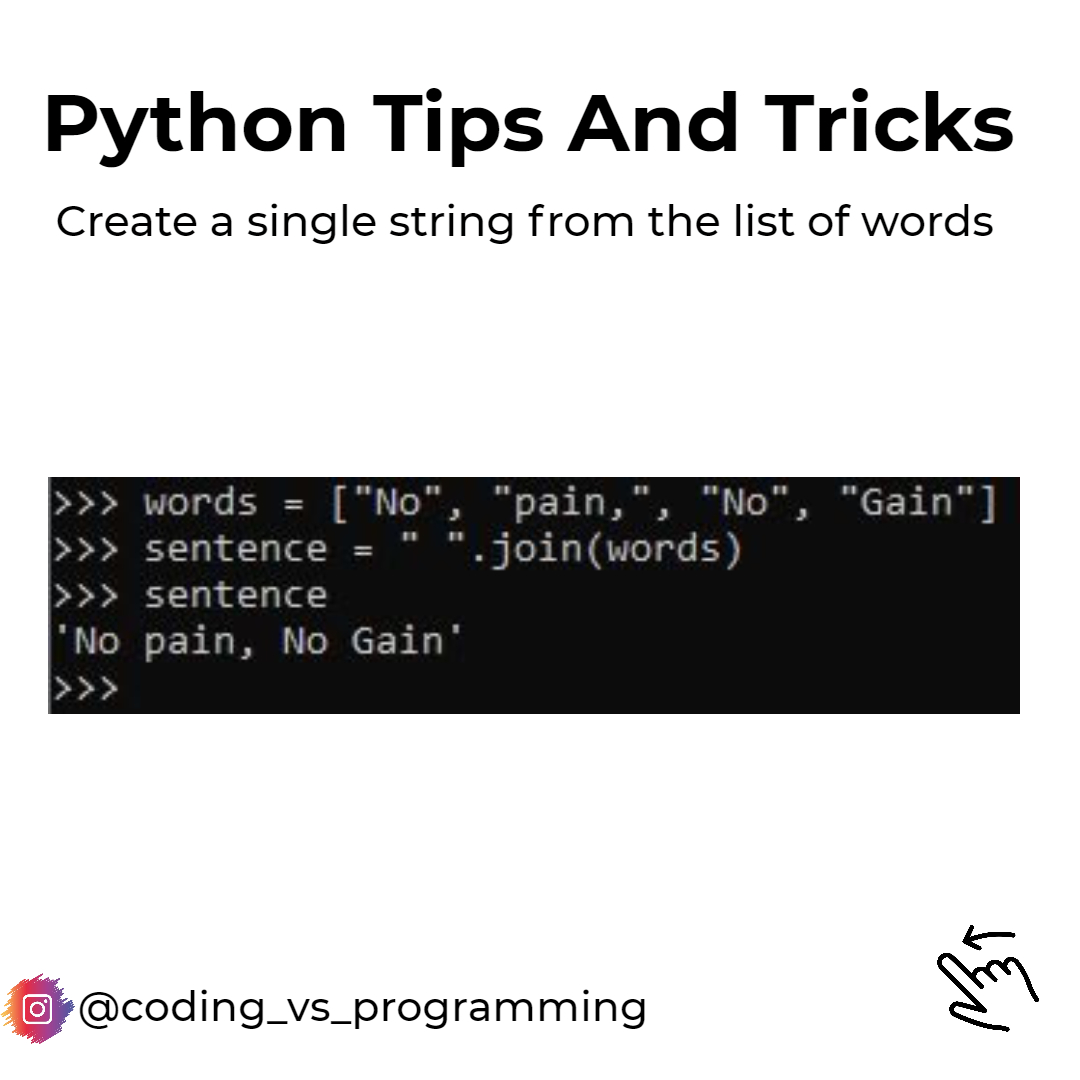 Python Tips And Tricks
Create a single string from the list of words
>>> words = ["No", "pain,", "No", "Gain"]
>>> sentence = " ".join(words)
>>> sentence
'No pain, No Gain'
>>>
@coding_vs_programming